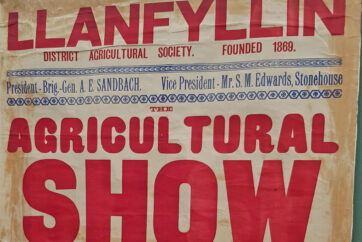 LLANFYLLIN
DISTRICT AGRICULTURAL SOCIETY. FOUNDED 1869.
President - Brig.-Gen. A. E. SANDBACH. Vice President - Mr. S. M. Edwards, Stonehouse
THE
AGRICULTURAL
SHOW